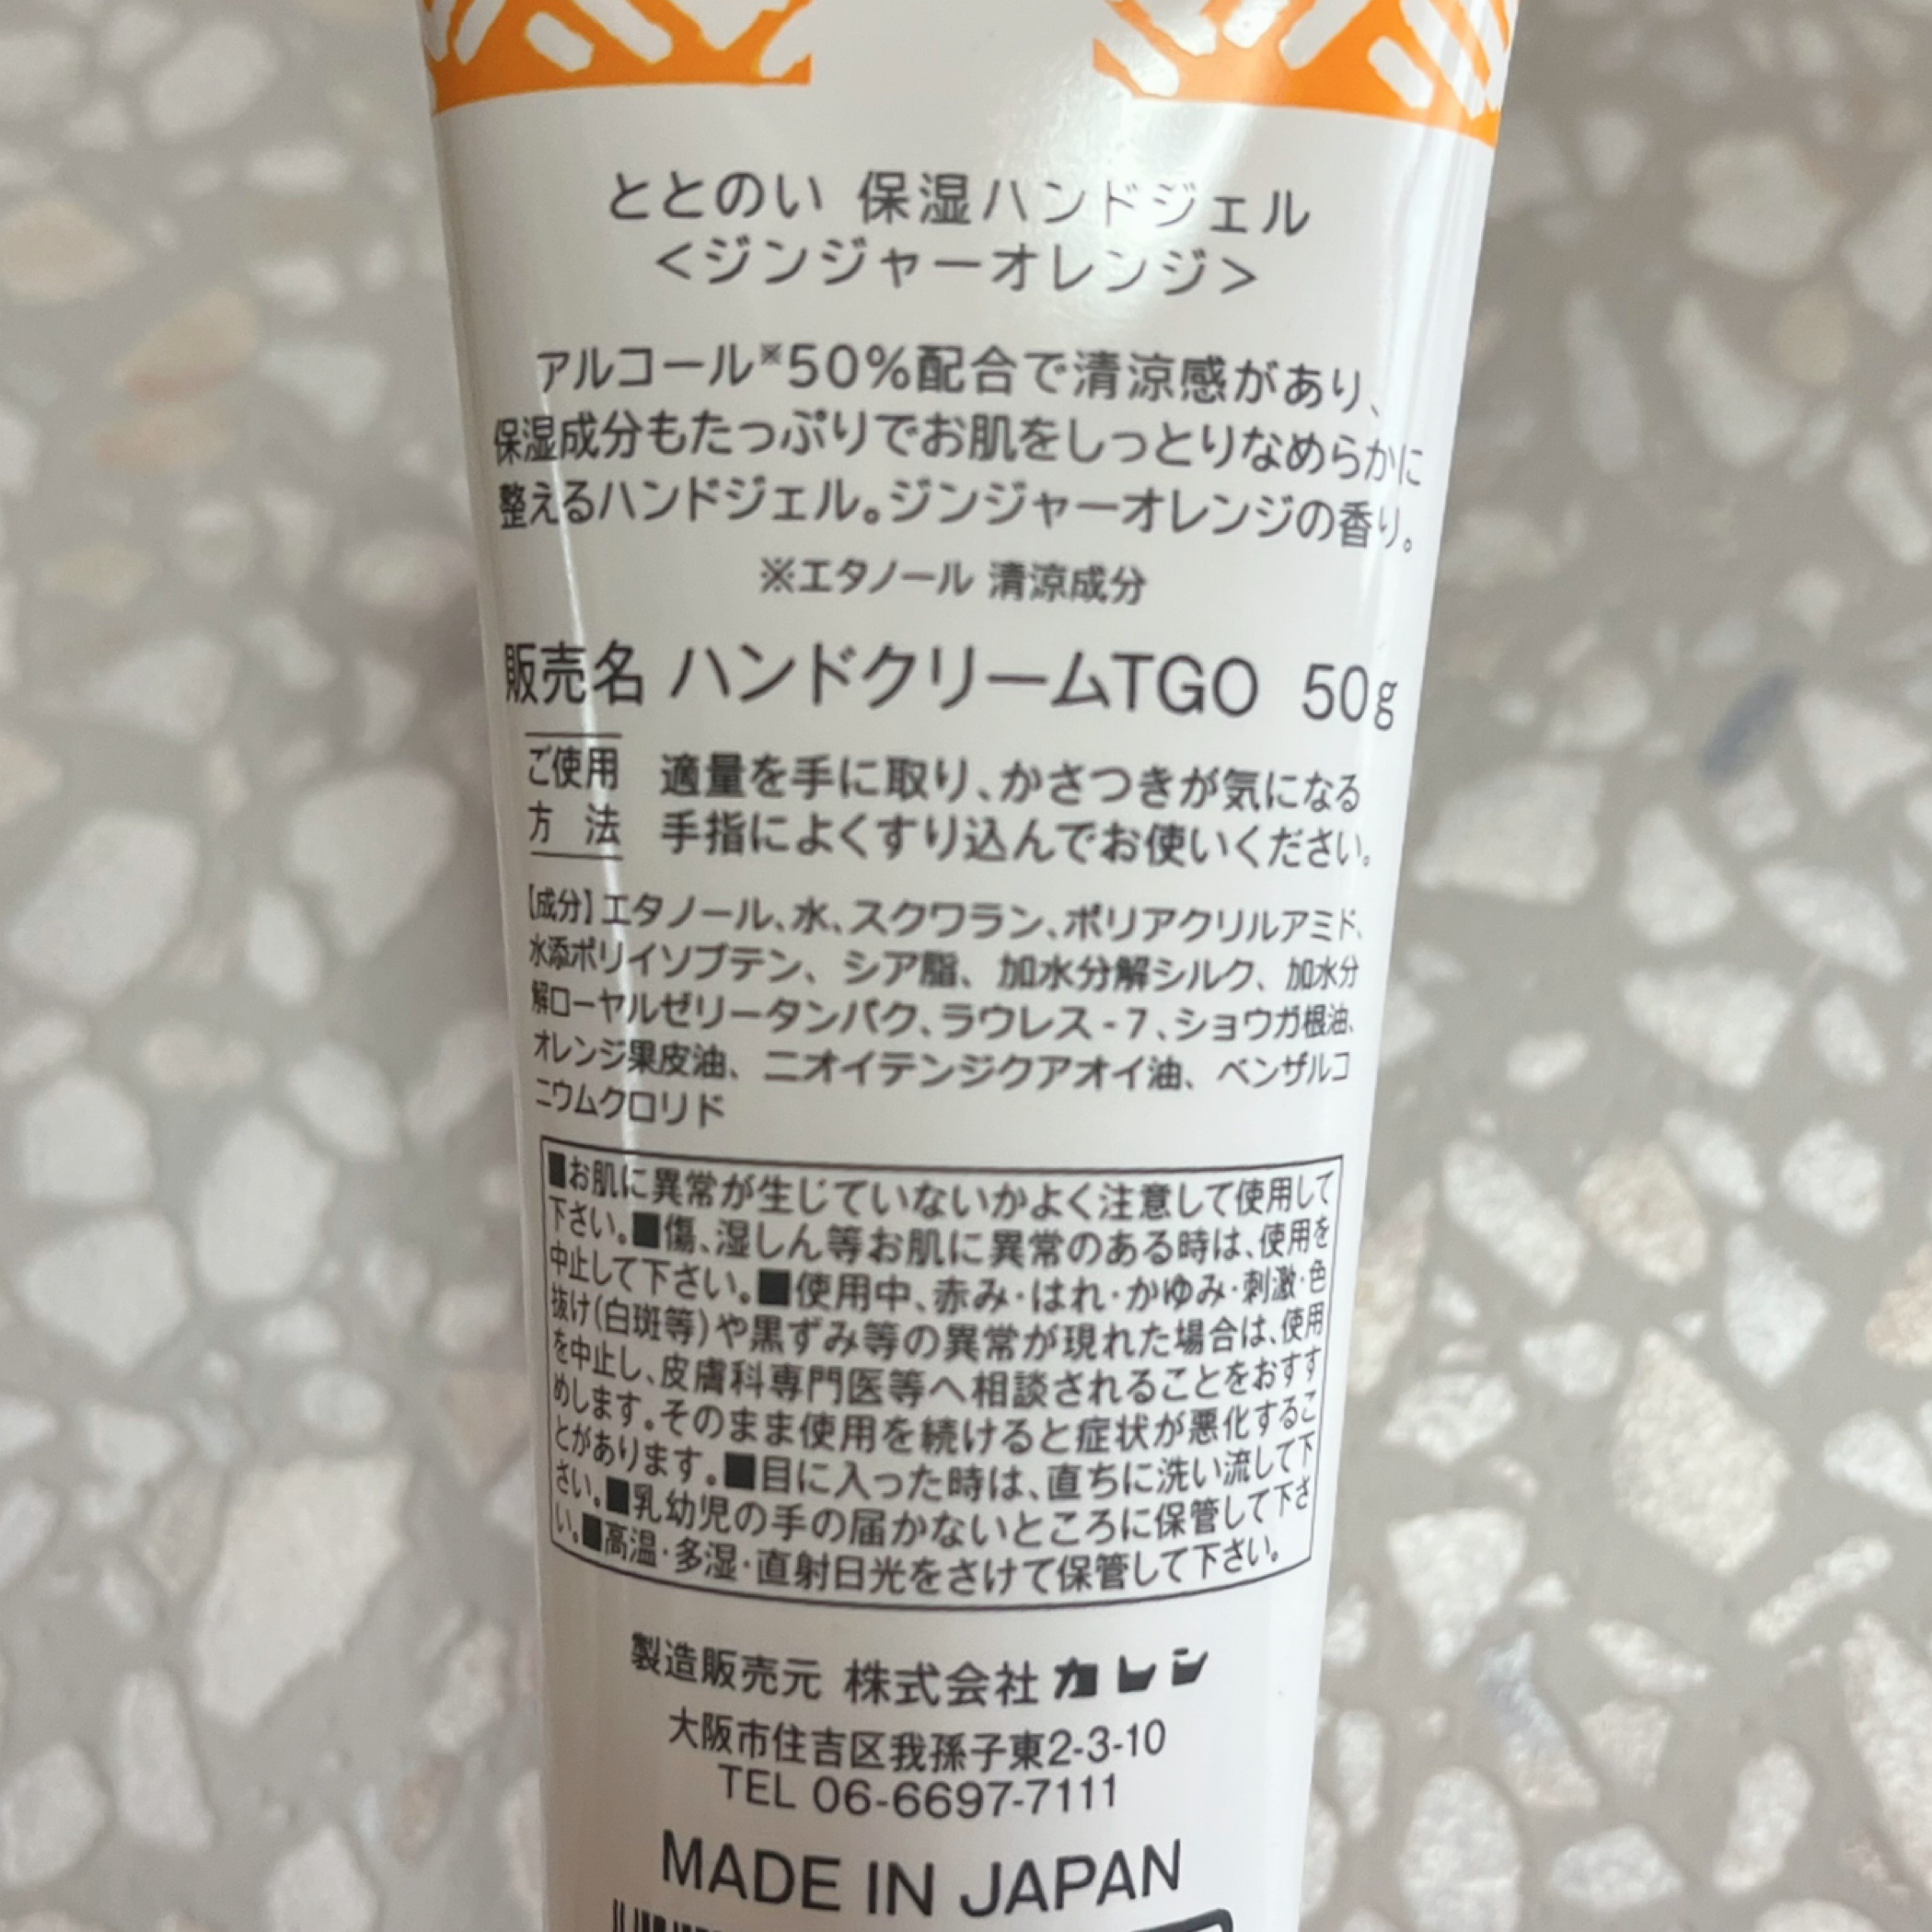 ととのい 保湿ハンドジェル
<ジンジャーオレンジ>
アルコール※50%配合で清涼感があり、
保湿成分もたっぷりでお肌をしっとりなめらかに
整えるハンドジェル。ジンジャーオレンジの香り。
※エタノール 清涼成分
販売名 ハンドクリームTGO 50g
ご使用 適量を手に取り、かさつきが気になる
方 法 手指によくすり込んでお使いください。
【成分】エタノール、水、スクワラン、ポリアクリルアミド、
水添ポリイソブテン、シア脂、加水分解シルク、加水分
解ローヤルゼリータンパク、ラウレス-7、ショウガ根油、
オレンジ果皮油、ニオイテンジクアオイ油、ベンザルコ
ニウムクロリド
■お肌に異常が生じていないかよく注意して使用して
下さい。■傷、湿しん等お肌に異常のある時は、使用を
中止して下さい。■使用中、赤み・はれ・かゆみ・刺激・色
抜け(白斑等)や黒ずみ等の異常が現れた場合は、使用
を中止し、皮膚科専門医等へ相談されることをおすす
めします。そのまま使用を続けると症状が悪化するこ
とがあります。■目に入った時は、直ちに洗い流して下
さい。■乳幼児の手の届かないところに保管して下さ
い。■高温・多湿・直射日光をさけて保管して下さい。
製造販売元 株式会社カレン
大阪市住吉区我孫子東2-3-10
TEL 06-6697-7111
MADE IN JAPAN